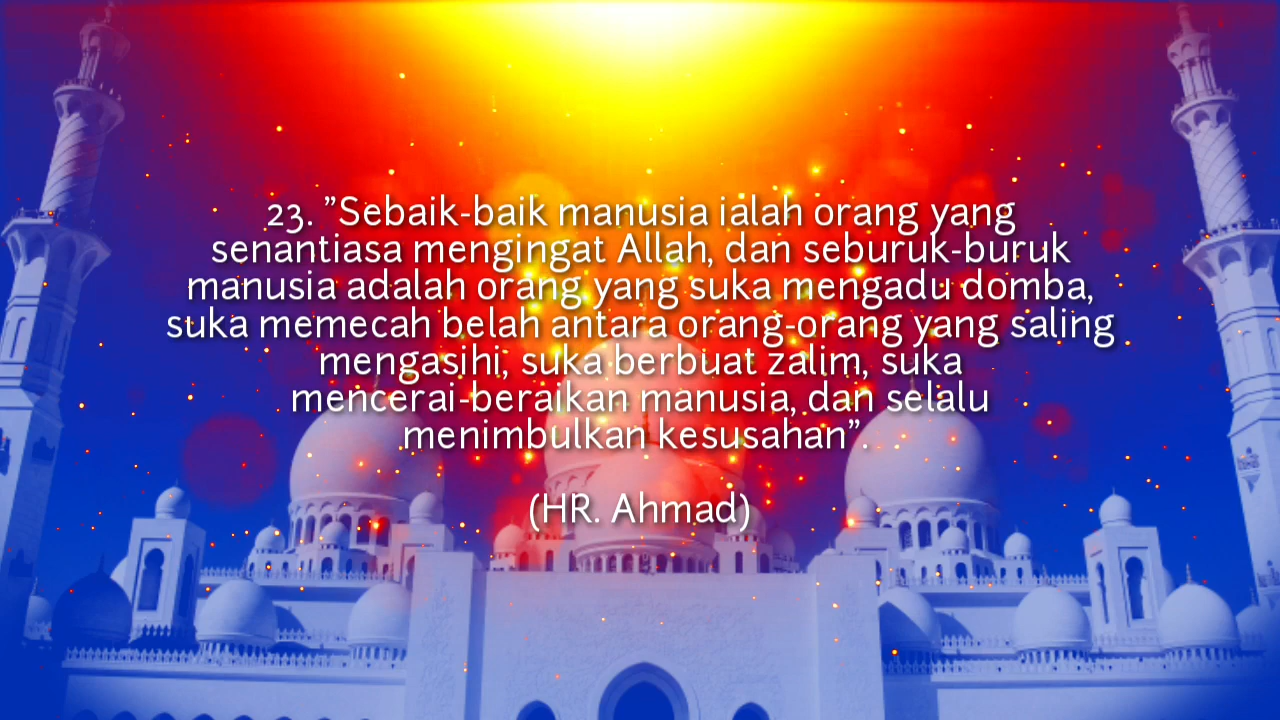 23. ”Sebaik-baik manusia ialah orang yang
senantiasa mengingat Allah, dan seburuk-buruk
manusia adalah orang yang suka mengadu domba,
suka memecah belah antara orang-orang yang saling
mengasihi, suka berbuat zalim, suka
mencerai-beraikan manusia, dan selalu
menimbulkan kesusahan”.
(HR. Ahmad)